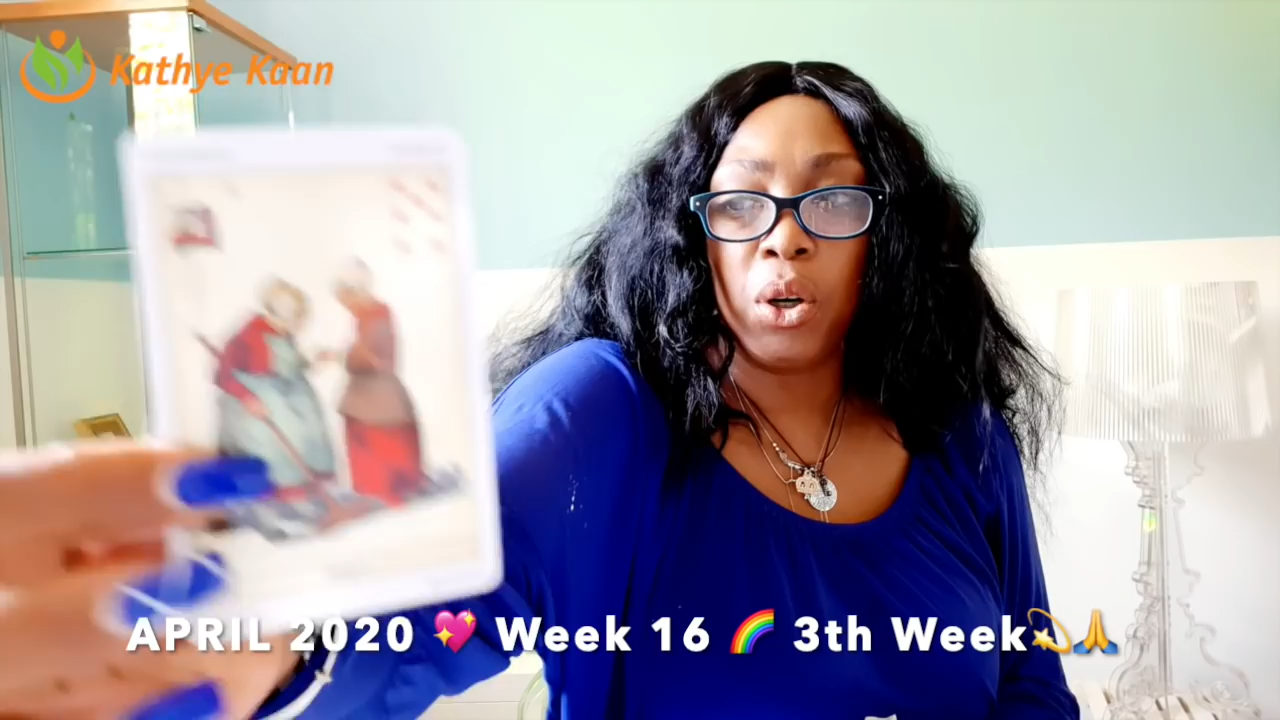 Kathye Kaan
APRIL 2020 💖 Week 16 🌈 3th Week💫🙏